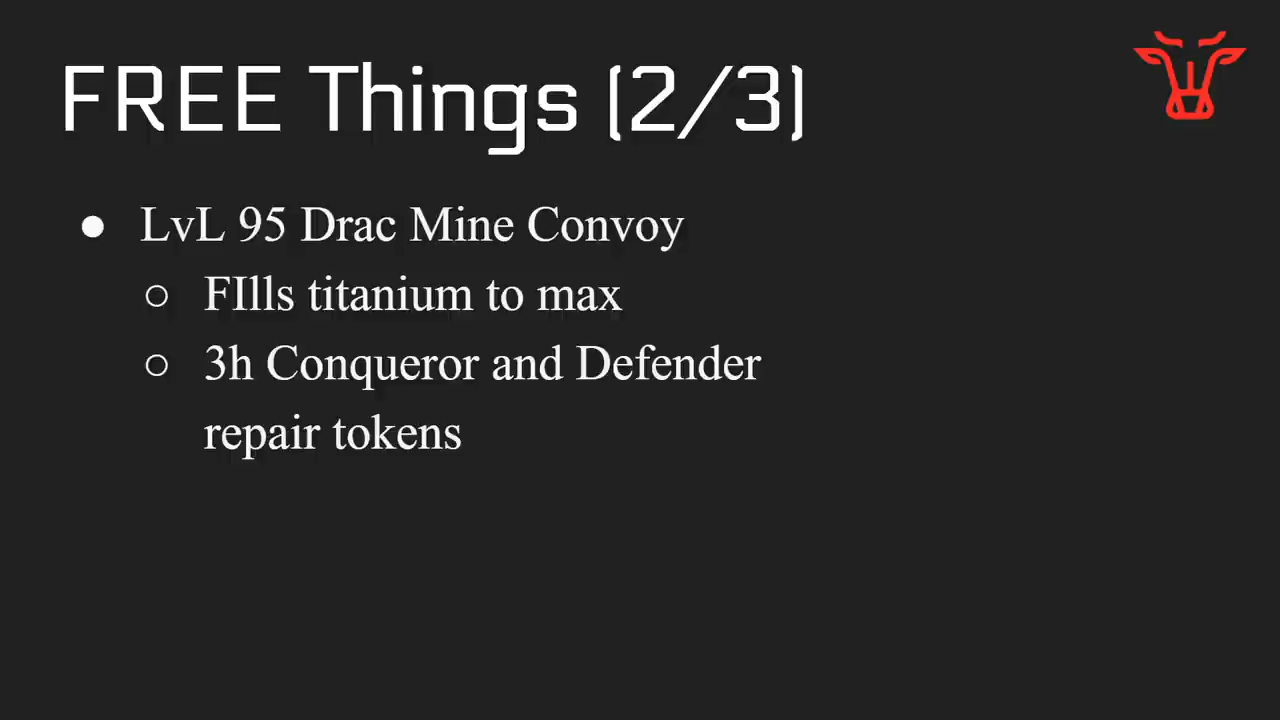 FREE Things (2/3)
● LvL 95 Drac Mine Convoy
○ FIlls titanium to max
○ 3h Conqueror and Defender
repair tokens